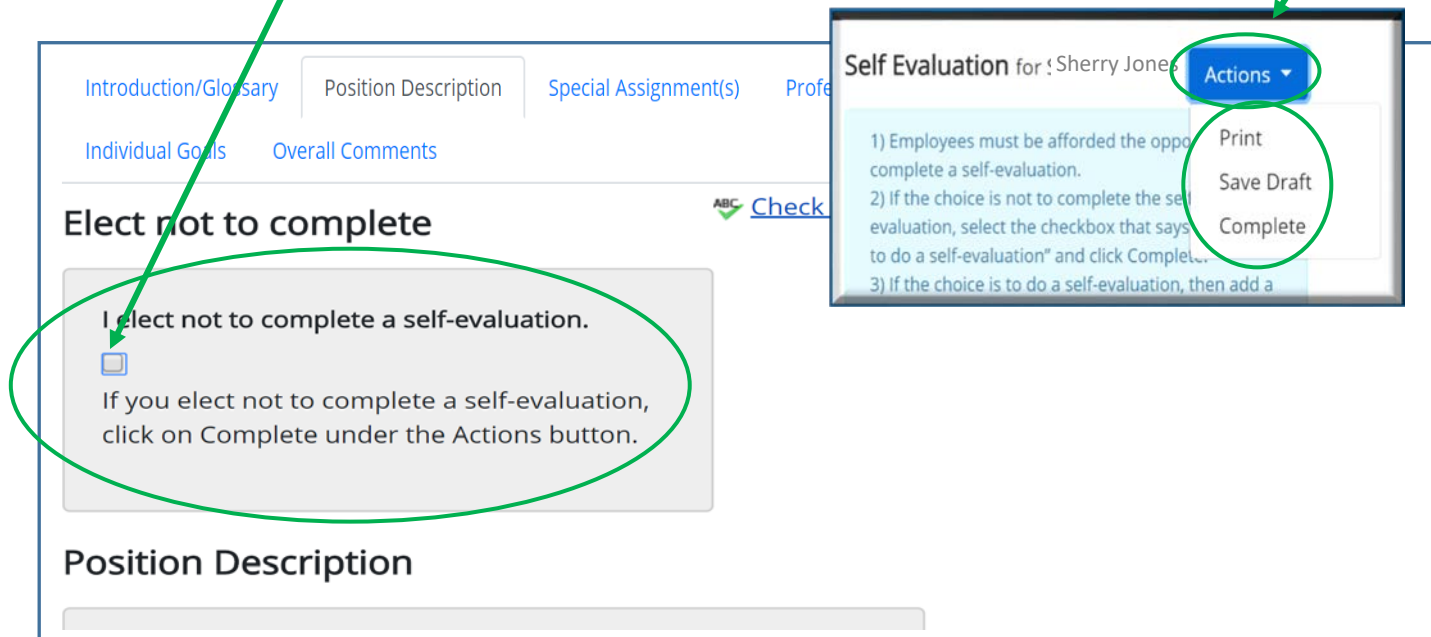 Introduction/Glossary Position Description Special Assignment(s)
Individual Goals Overall Comments
Elect not to complete
ABC Check
I elect not to complete a self-evaluation.
If you elect not to complete a self-evaluation,
click on Complete under the Actions button.
Position Description
Self Evaluation for Sherry Jones
Actions
Print
Save Draft
Complete
1) Employees must be afforded the
complete a self-evaluation.
2) If the choice is not to complete the
evaluation, select the checkbox that says
to do a self-evaluation" and click
3) If the choice is to do a self-evaluation, then add a